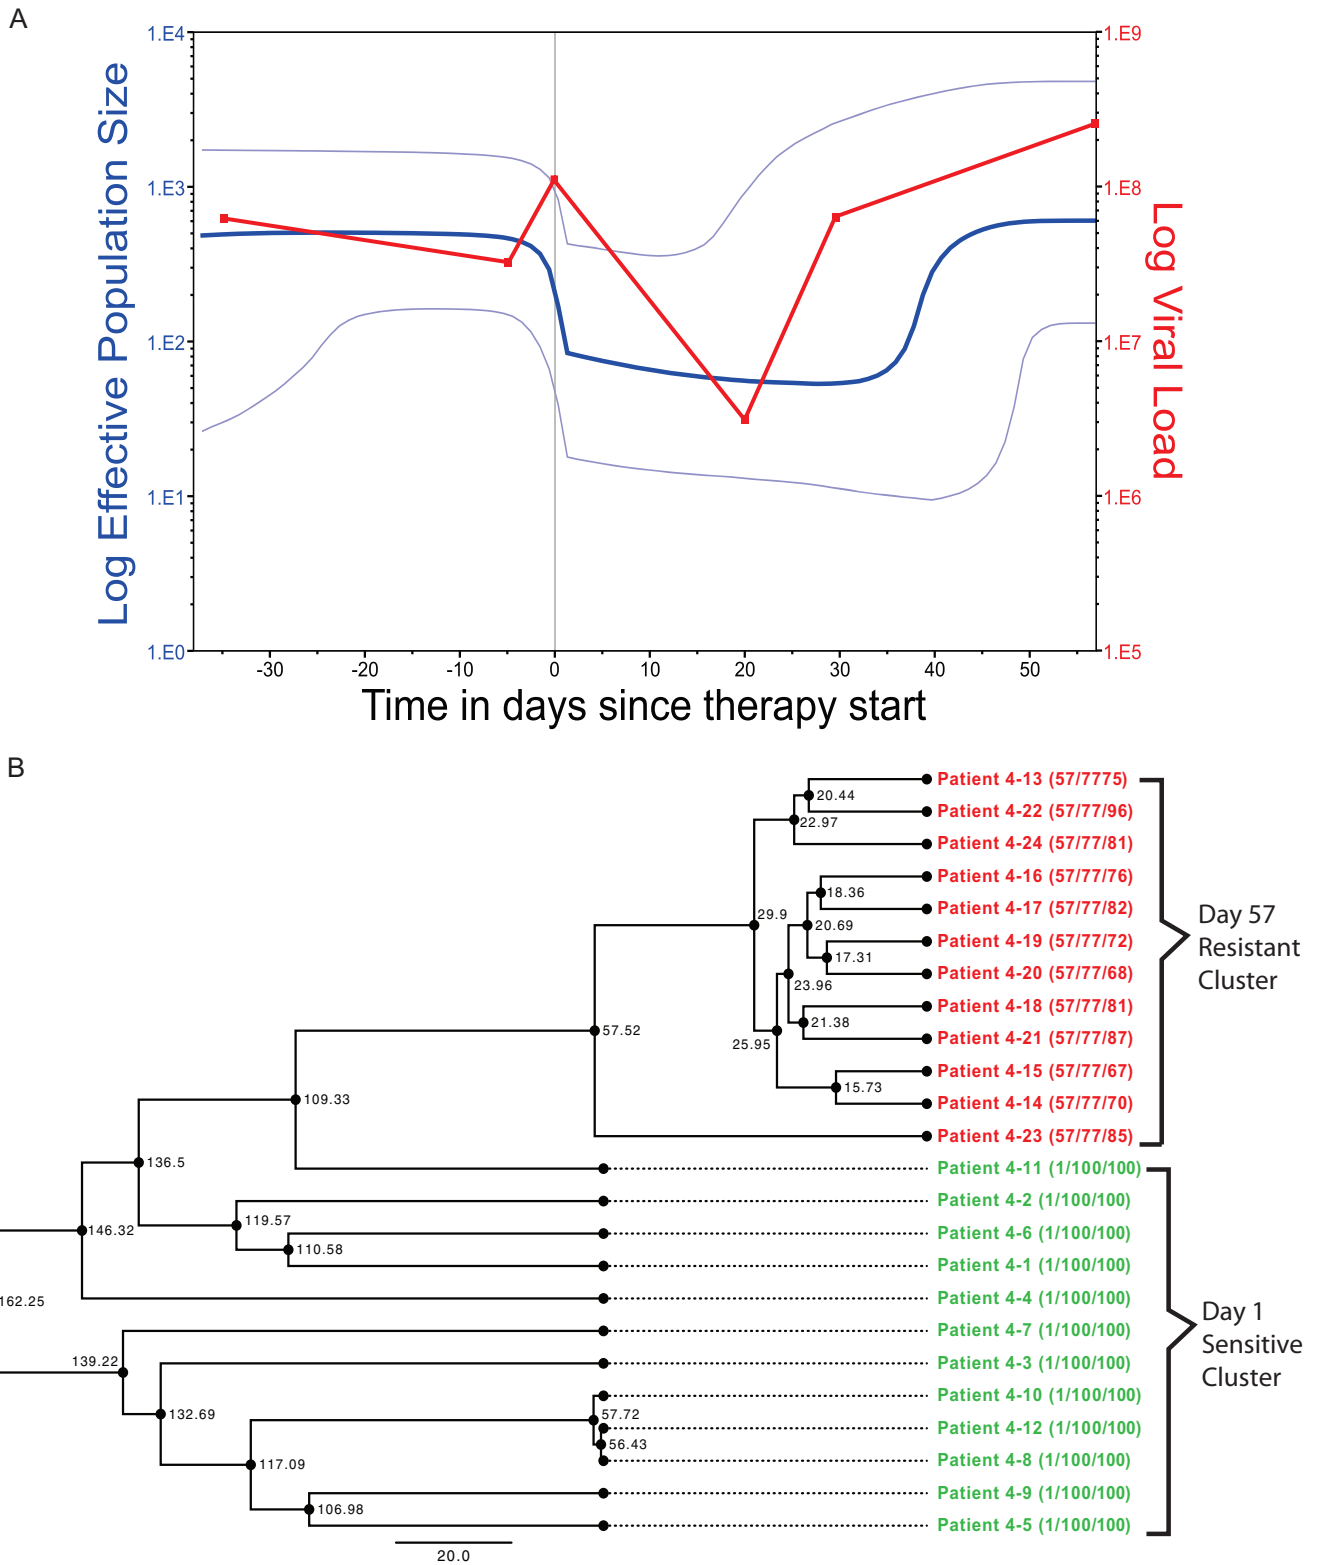 A
Log Effective Population Size
1.E4
1.E3
1.E2
1.E1
1.E0
1.E9
1.E8
1.E7
1.E6
1.E5
Log Viral Load
-30 -20 -10 0 10 20 30 40 50
Time in days since therapy start
B
Patient 4-13 (57/7775)
20.44
Patient 4-22 (57/77/96)
22.97
Patient 4-24 (57/77/81)
Patient 4-16 (57/77/76)
18.36
Patient 4-17 (57/77/82)
29.9
20.69
Patient 4-19 (57/77/72)
17.31
Patient 4-20 (57/77/68)
23.96
Patient 4-18 (57/77/81)
21.38
Patient 4-21 (57/77/87)
57.52
25.95
Patient 4-15 (57/77/67)
15.73
Patient 4-14 (57/77/70)
109.33
Patient 4-23 (57/77/85)
Day 57
Resistant
Cluster
136.5
Patient 4-11 (1/100/100)
Patient 4-2 (1/100/100)
119.57
146.32
Patient 4-6 (1/100/100)
110.58
Patient 4-1 (1/100/100)
162.25
Patient 4-4 (1/100/100)
Patient 4-7 (1/100/100)
139.22
Patient 4-3 (1/100/100)
Patient 4-10 (1/100/100)
132.69
57.72
Patient 4-12 (1/100/100)
56.43
Patient 4-8 (1/100/100)
117.09
Patient 4-9 (1/100/100)
106.98
Patient 4-5 (1/100/100)
Day 1
Sensitive
Cluster
20.0